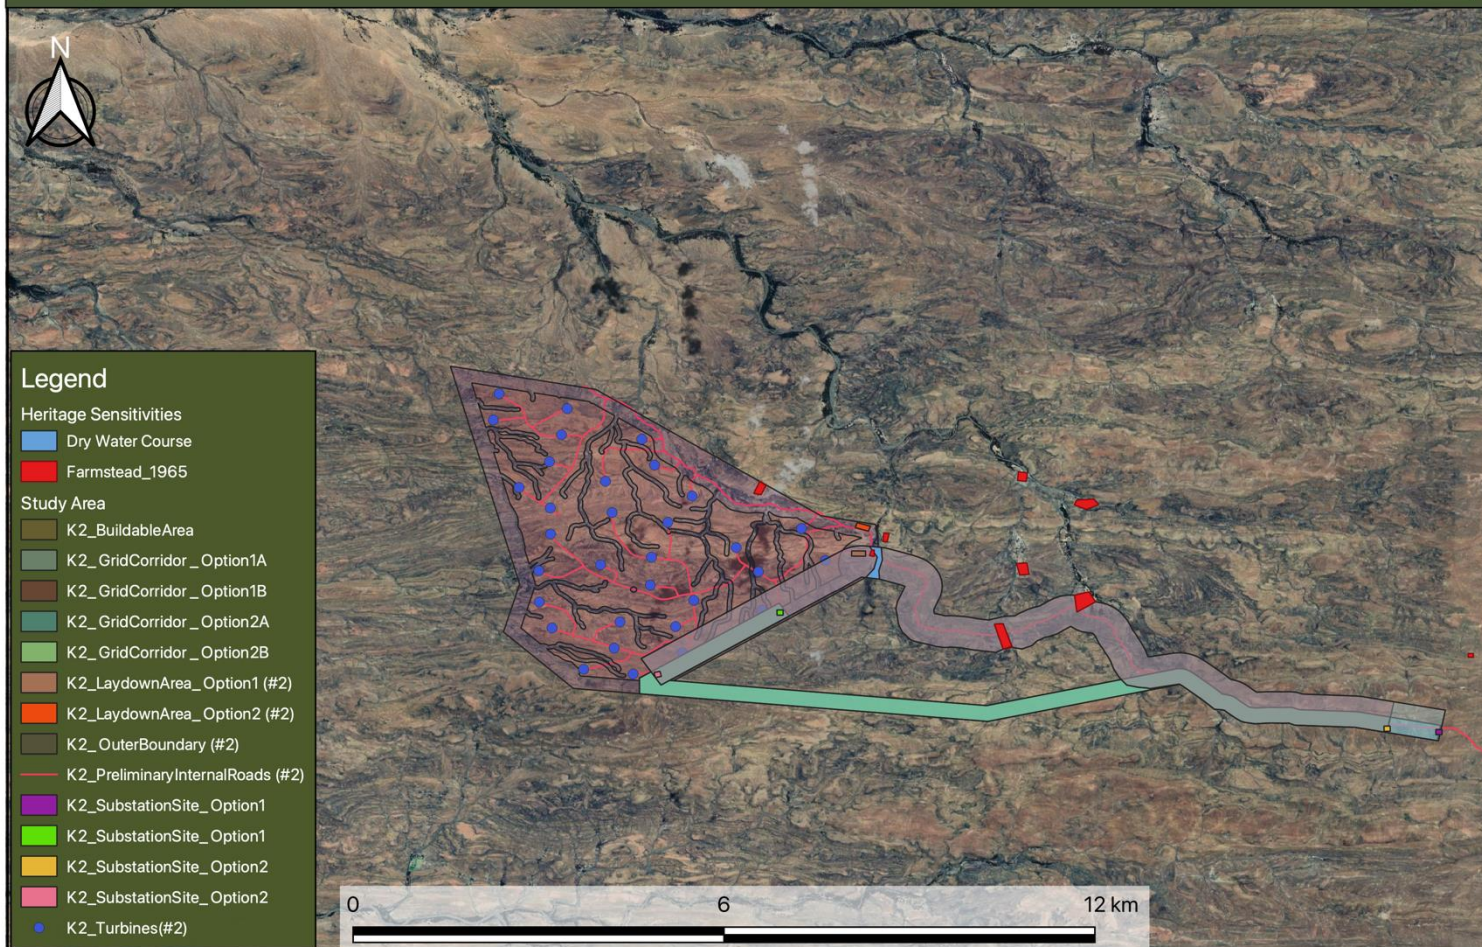 N
Legend
Heritage Sensitivities
Dry Water Course
Farmstead_1965
Study Area
K2_BuildableArea
K2_GridCorridor_Option1A
K2_GridCorridor_Option1B
K2_GridCorridor_Option2A
K2_GridCorridor_Option2B
K2_LaydownArea_Option1 (#2)
K2_LaydownArea_Option2 (#2)
K2_OuterBoundary (#2)
K2_PreliminaryInternalRoads (#2)
K2_SubstationSite_Option1
K2_SubstationSite_Option1
K2_SubstationSite_Option2
K2_SubstationSite_Option2
K2_Turbines(#2)
0 6 12 km